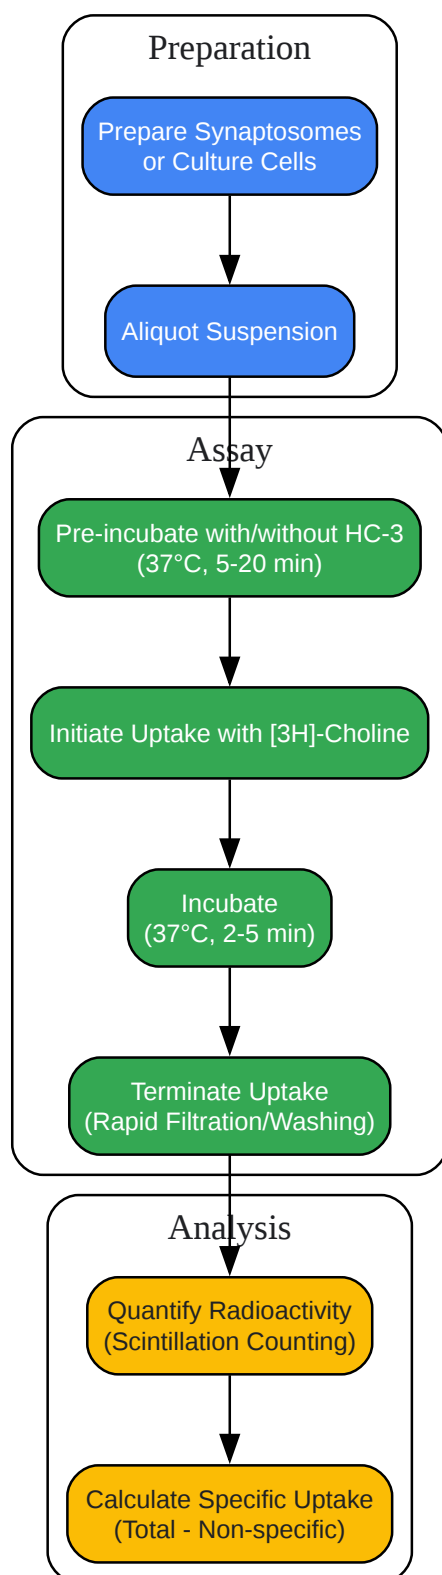 Preparation
Prepare Synaptosomes
or Culture Cells
Aliquot Suspension
Assay
Pre-incubate with/without HC-3
(37°C, 5-20 min)
Initiate Uptake with [3H]-Choline
Incubate
(37°C, 2-5 min)
Terminate Uptake
(Rapid Filtration/Washing)
Analysis
Quantify Radioactivity
(Scintillation Counting)
Calculate Specific Uptake
(Total - Non-specific)